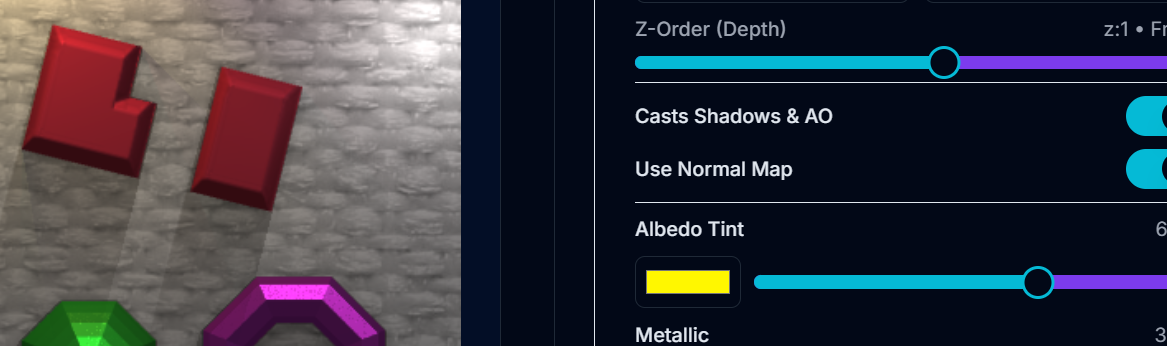 Z-Order (Depth)
z:1 • Fr
Casts Shadows & AO
Use Normal Map
Albedo Tint
6
Metallic
3